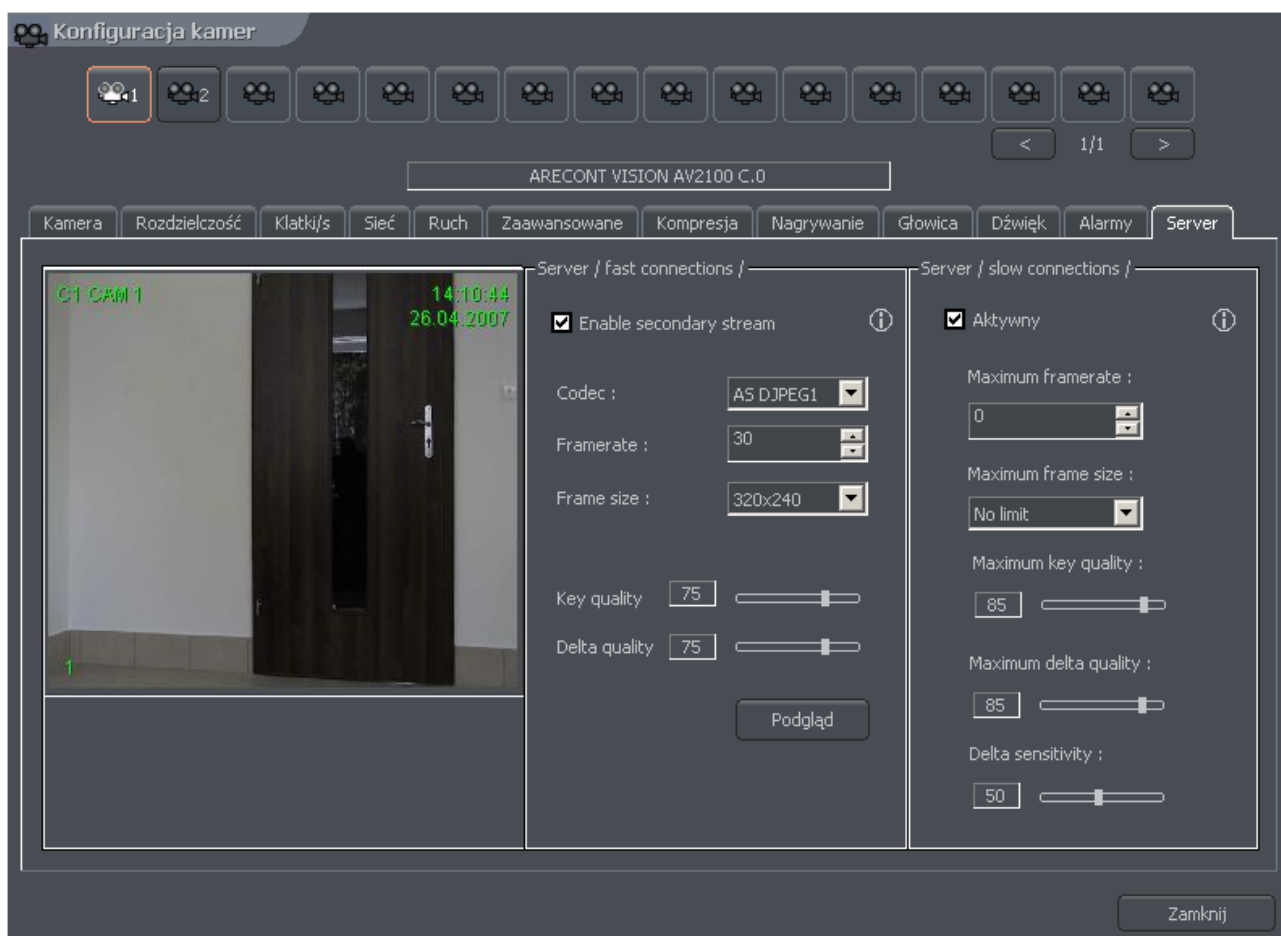 Konfiguracja kamer
1
2
< 1/1 >
ARECONT VISION AV2100 C.0
Kamera Rozdzielczość Klatki/s Sieć Ruch Zaawansowane Kompresja Nagrywanie Głowica Dźwięk Alarmy Server
C1 CAM 1 14:10:44
26.04.2007
1
Server / fast connections /
Enable secondary stream
Codec : AS DJPEG1
Framerate : 30
Frame size : 320x240
Key quality 75
Delta quality 75
Podgląd
Server / slow connections /
Aktywny
Maximum framerate :
0
Maximum frame size :
No limit
Maximum key quality :
85
Maximum delta quality :
85
Delta sensitivity :
50
Zamknij